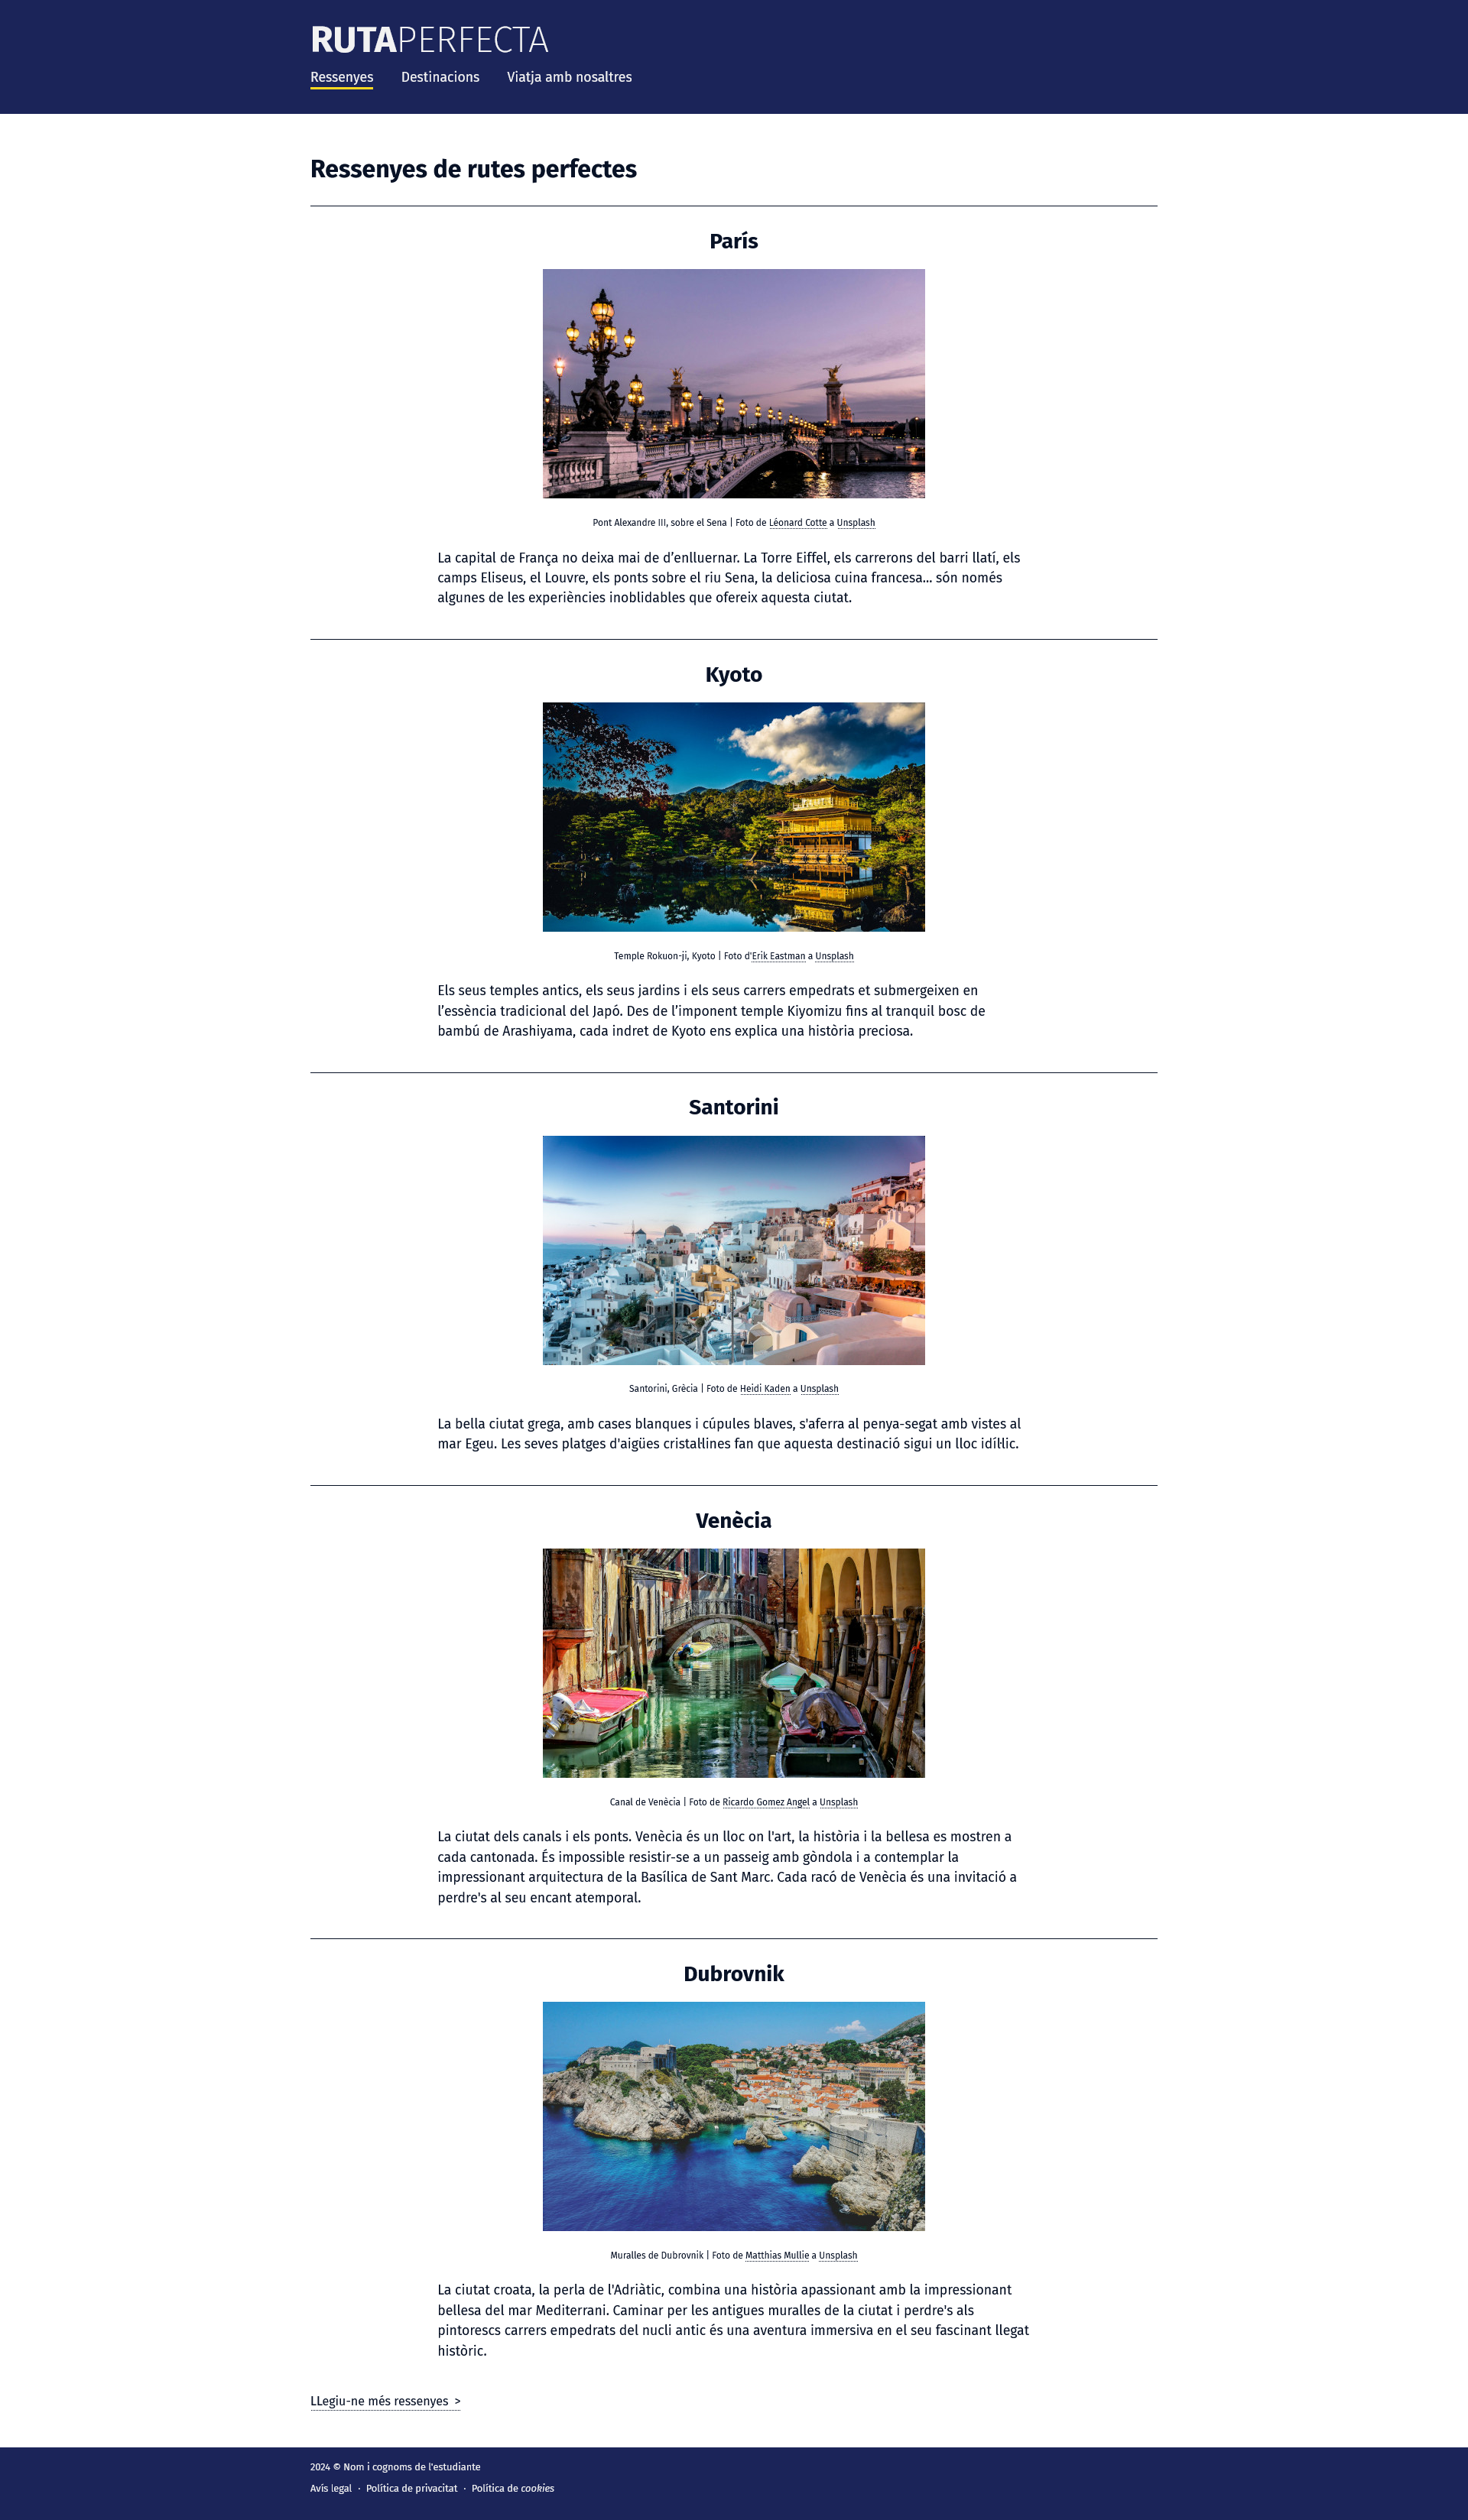 RUTAPERFECTA
Ressenyes Destinacions Viatja amb nosaltres
Ressenyes de rutes perfectes
París
Pont Alexandre III, sobre el Sena | Foto de Léonard Cotte a Unsplash
La capital de França no deixa mai de d’enlluernar. La Torre Eiffel, els carrerons del barri llatí, els
camps Eliseus, el Louvre, els ponts sobre el riu Sena, la deliciosa cuina francesa... són només
algunes de les experiències inoblidables que ofereix aquesta ciutat.
Kyoto
Temple Rokuon-ji, Kyoto | Foto d'Erik Eastman a Unsplash
Els seus temples antics, els seus jardins i els seus carrers empedrats et submergeixen en
l’essència tradicional del Japó. Des de l’imponent temple Kiyomizu fins al tranquil bosc de
bambú de Arashiyama, cada indret de Kyoto ens explica una història preciosa.
Santorini
Santorini, Grècia | Foto de Heidi Kaden a Unsplash
La bella ciutat grega, amb cases blanques i cúpules blaves, s'aferra al penya-segat amb vistes al
mar Egeu. Les seves platges d'aigües cristal·lines fan que aquesta destinació sigui un lloc idíl·lic.
Venècia
Canal de Venècia | Foto de Ricardo Gomez Angel a Unsplash
La ciutat dels canals i els ponts. Venècia és un lloc on l'art, la història i la bellesa es mostren a
cada cantonada. És impossible resistir-se a un passeig amb gòndola i a contemplar la
impressionant arquitectura de la Basílica de Sant Marc. Cada racó de Venècia és una invitació a
perdre's al seu encant atemporal.
Dubrovnik
Muralles de Dubrovnik | Foto de Matthias Mullie a Unsplash
La ciutat croata, la perla de l'Adriàtic, combina una història apassionant amb la impressionant
bellesa del mar Mediterrani. Caminar per les antigues muralles de la ciutat i perdre's als
pintorescs carrers empedrats del nucli antic és una aventura immersiva en el seu fascinant llegat
històric.
LLegiu-ne més ressenyes >
2024 © Nom i cognoms de l'estudiante
Avís legal · Política de privacitat · Política de cookies